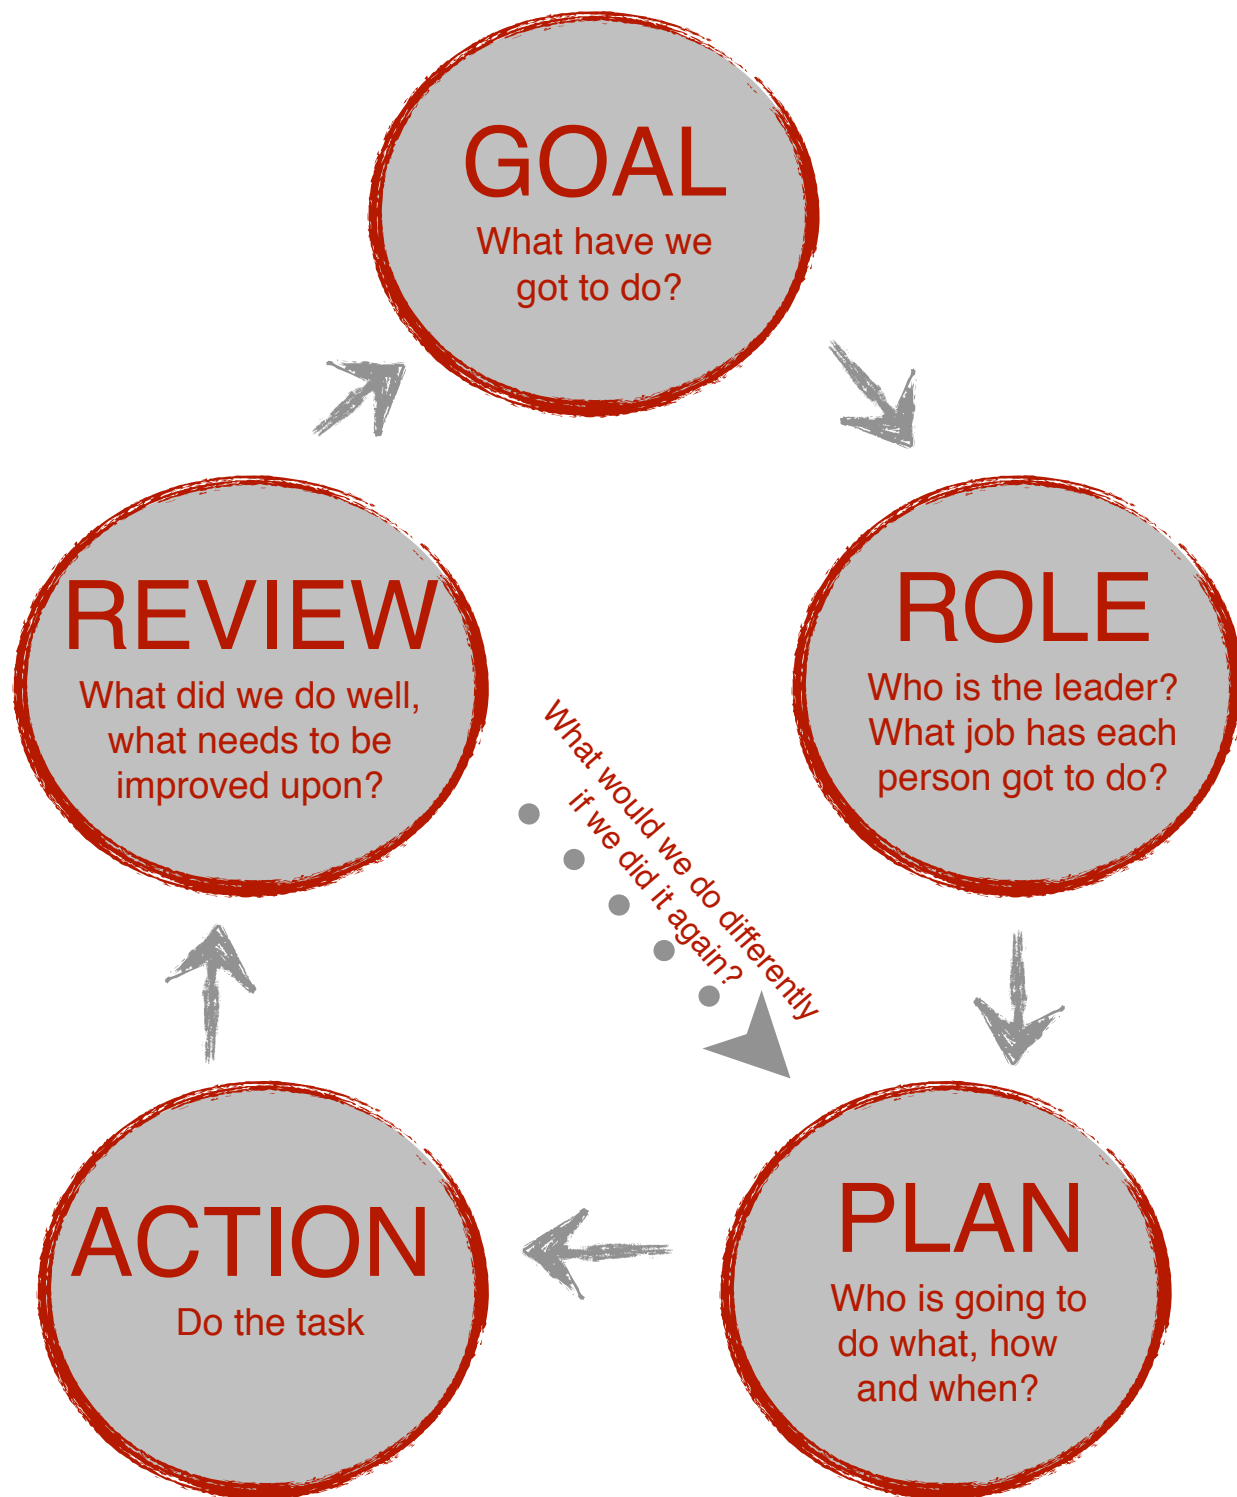 GOAL
What have we
got to do?
ROLE
Who is the leader?
What job has each
person got to do?
PLAN
Who is going to
do what, how
and when?
ACTION
Do the task
REVIEW
What did we do well,
what needs to be
improved upon?
What would we do differently
if we did it again?